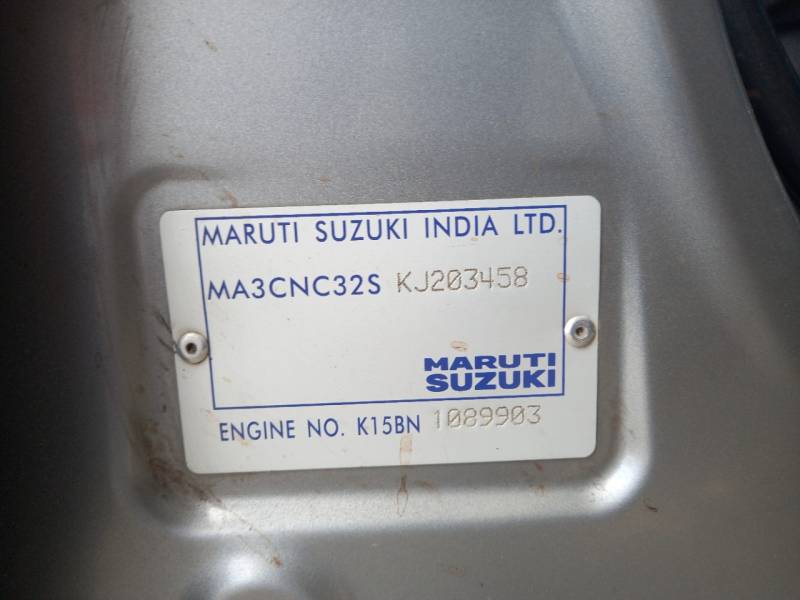 MARUTI SUZUKI INDIA LTD.
MA3CNC32S KJ203458
MARUTI
SUZUKI
ENGINE NO. K15BN 1089903